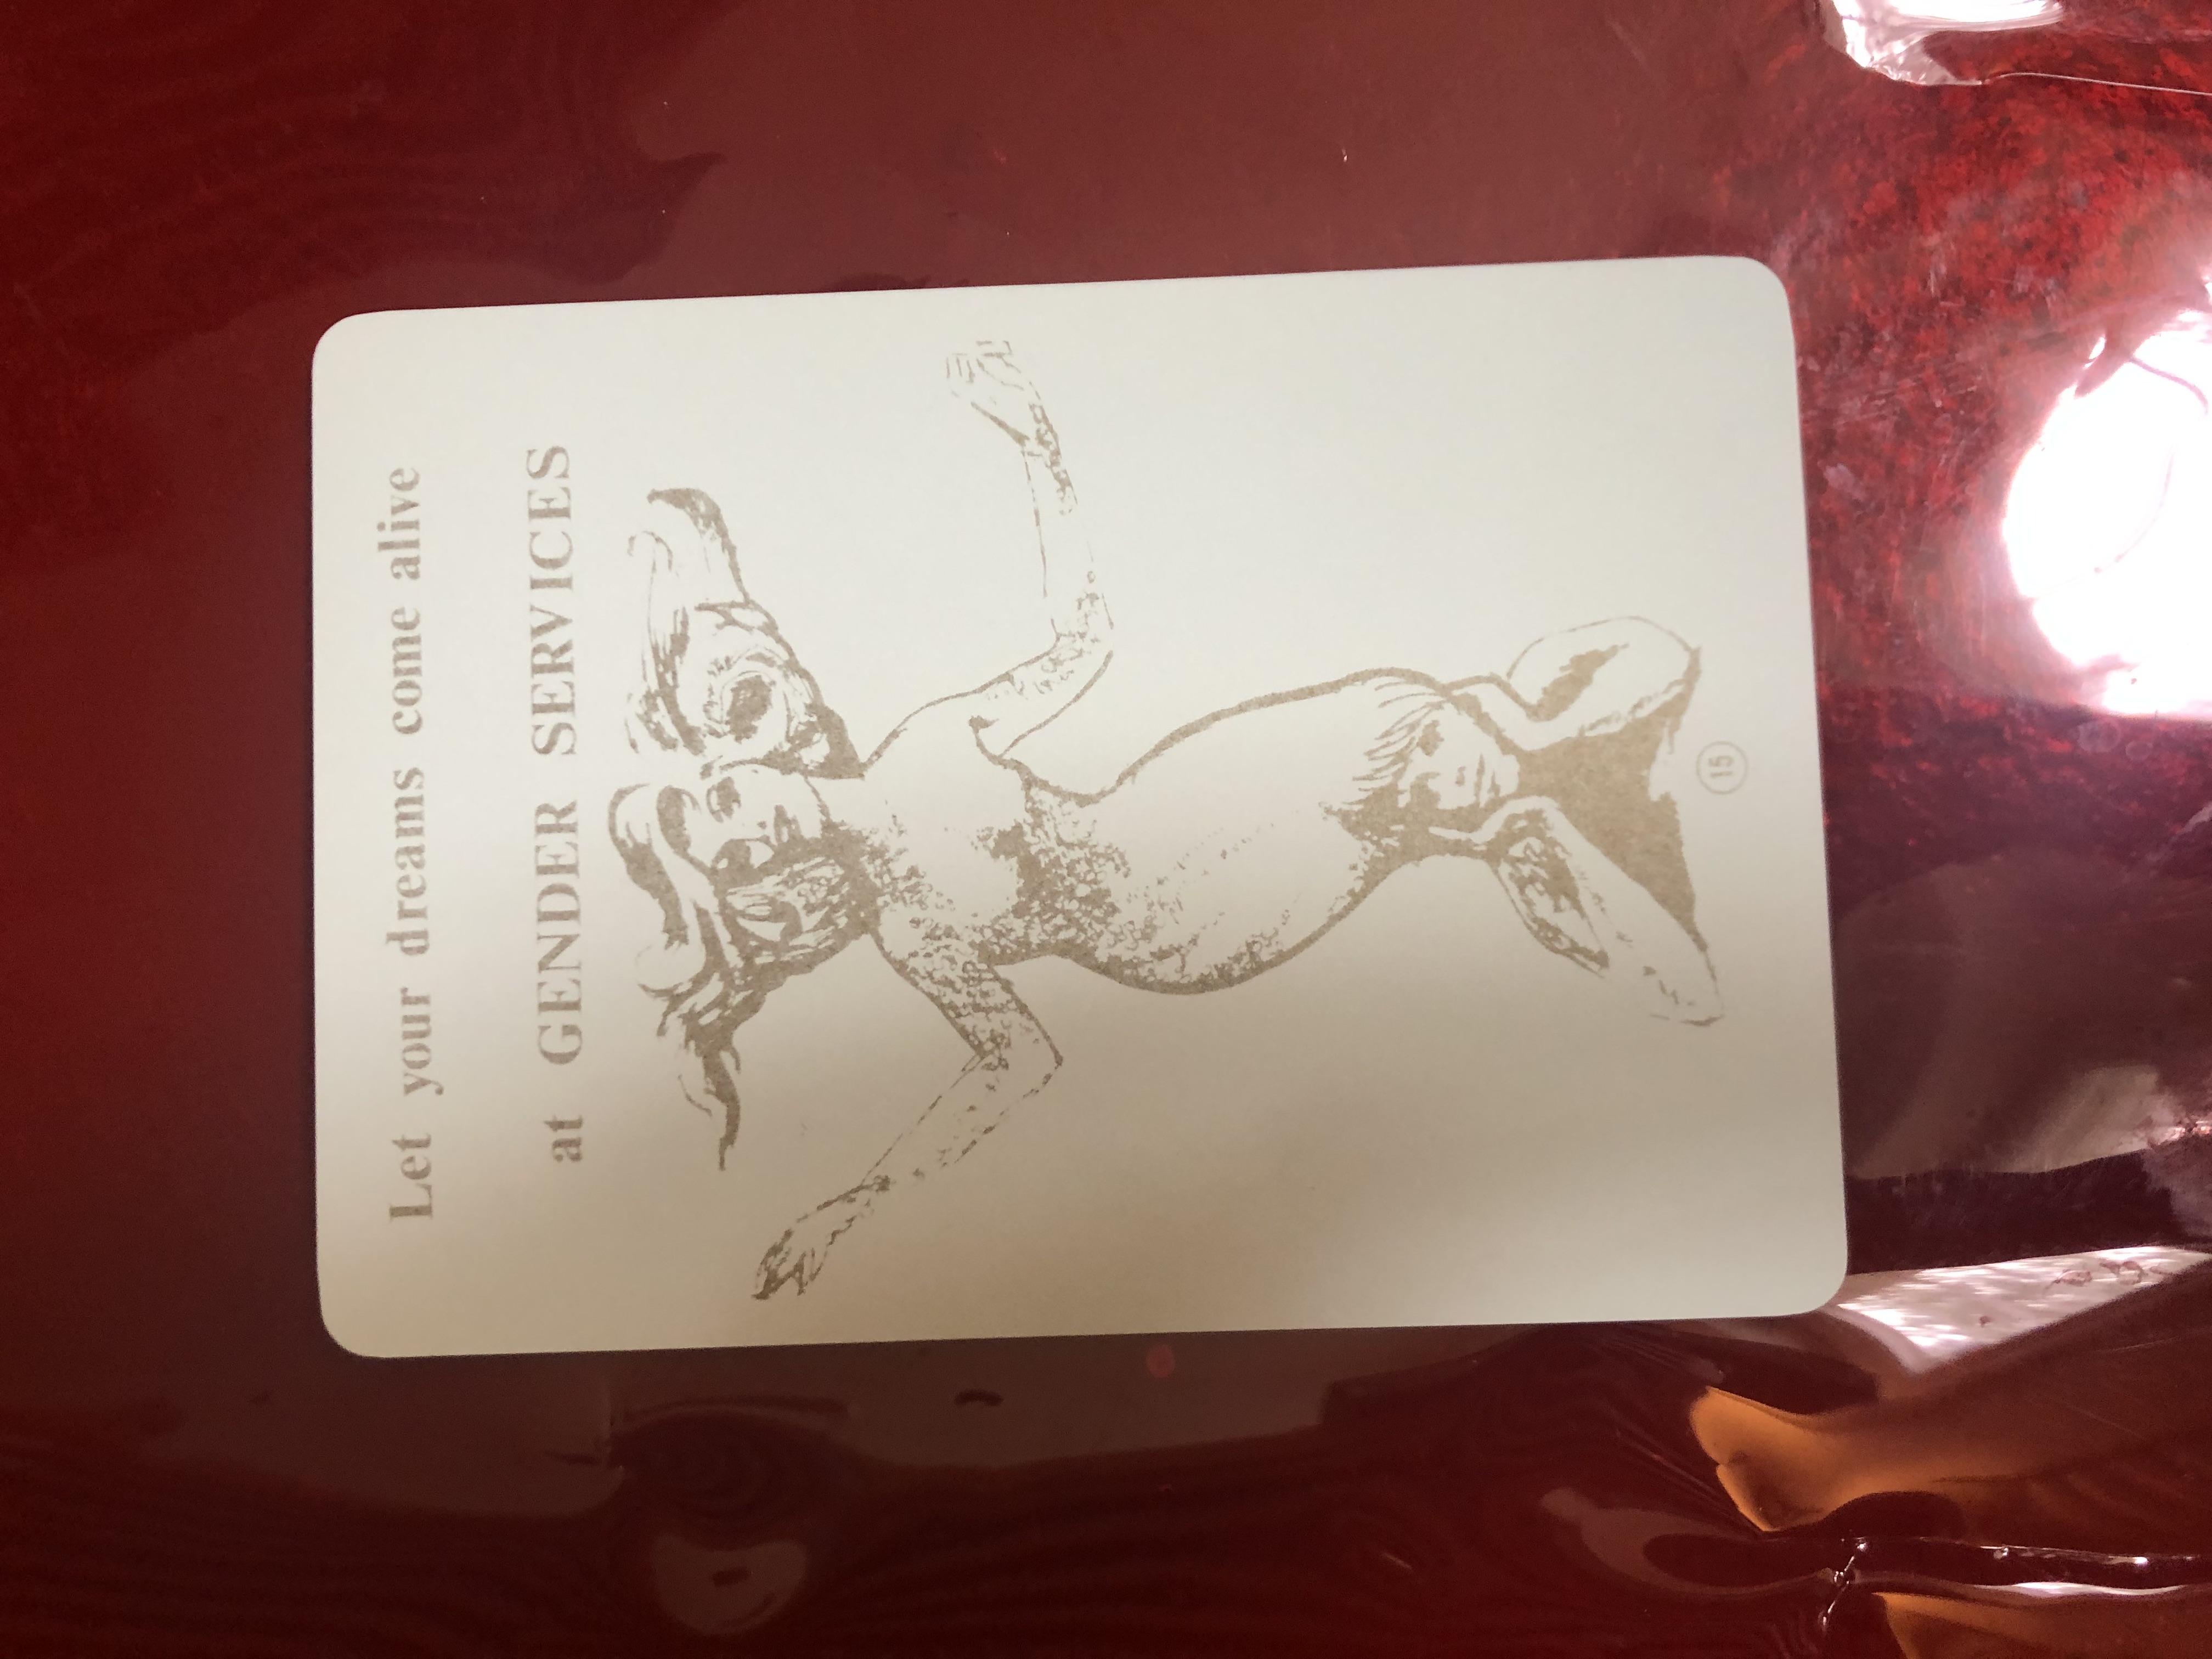 Let your dreams come alive
at GENDER SERVICES
15